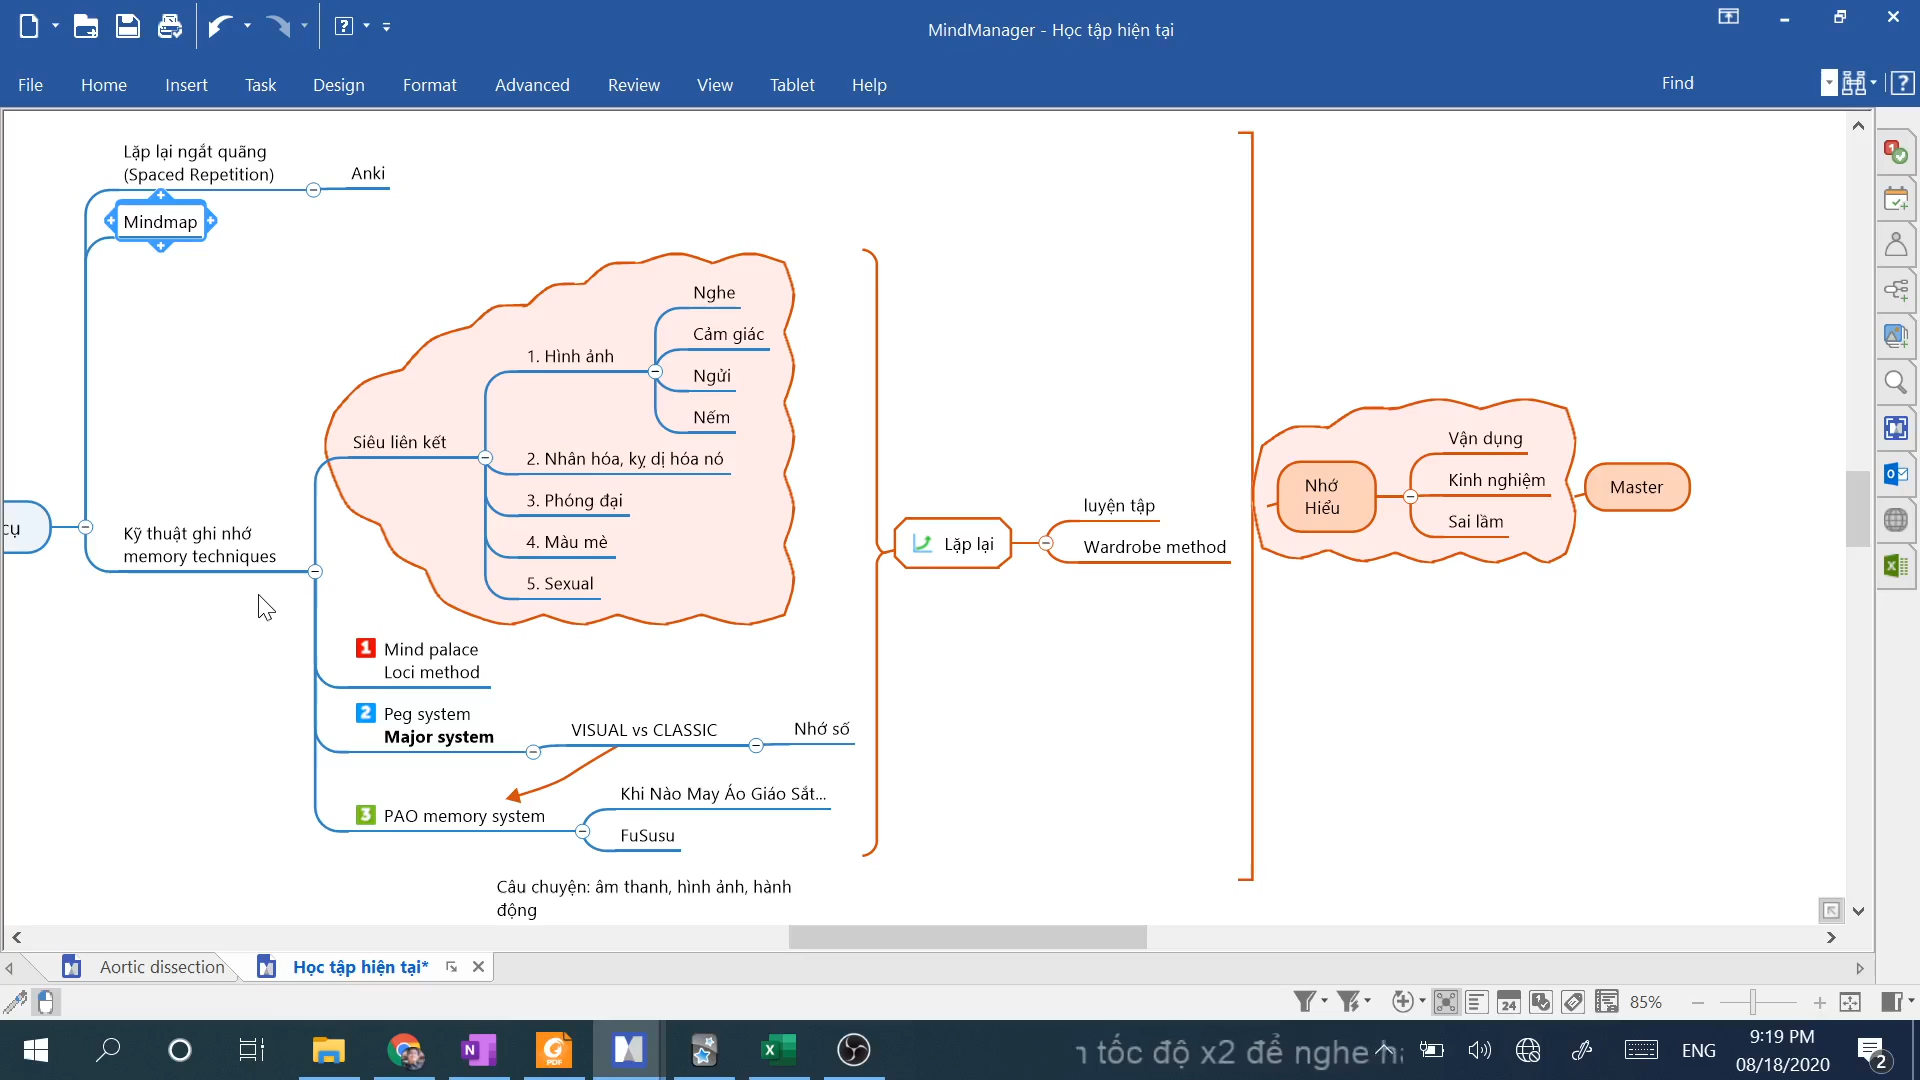 MindManager - Học tập hiện tại
File Home Insert Task Design Format Advanced Review View Tablet Help Find
Lặp lại ngắt quãng
(Spaced Repetition)
Anki
Mindmap
cụ
Kỹ thuật ghi nhớ
memory techniques
Siêu liên kết
1. Hình ảnh
Nghe
Cảm giác
Ngửi
Nếm
2. Nhân hóa, kỵ dị hóa nó
3. Phóng đại
4. Màu mè
5. Sexual
1 Mind palace
Loci method
2 Peg system
Major system
VISUAL vs CLASSIC
Nhớ số
3 PAO memory system
Khi Nào May Áo Giáo Sắt...
FuSusu
Câu chuyện: âm thanh, hình ảnh, hành
động
Lặp lại
luyện tập
Wardrobe method
Nhớ
Hiểu
Vận dụng
Kinh nghiệm
Sai lầm
Master
Aortic dissection
Học tập hiện tại*
85%
tốc độ x2 để nghe
ENG
9:19 PM
08/18/2020
2